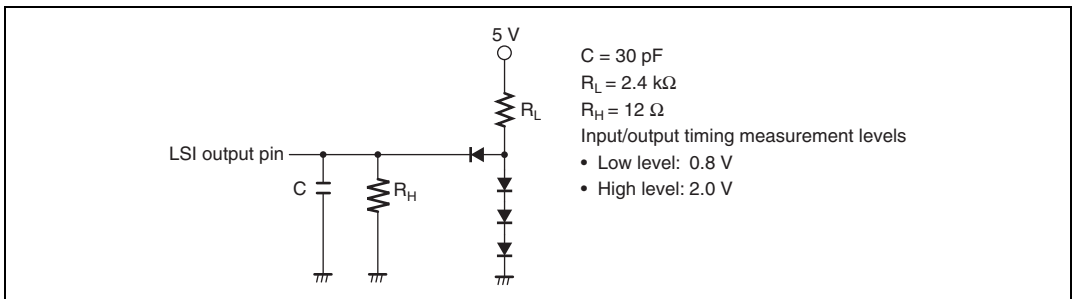 5 V
C = 30 pF
R_L = 2.4 kΩ
R_H = 12 Ω
Input/output timing measurement levels
• Low level: 0.8 V
• High level: 2.0 V
R_L
LSI output pin
C
R_H